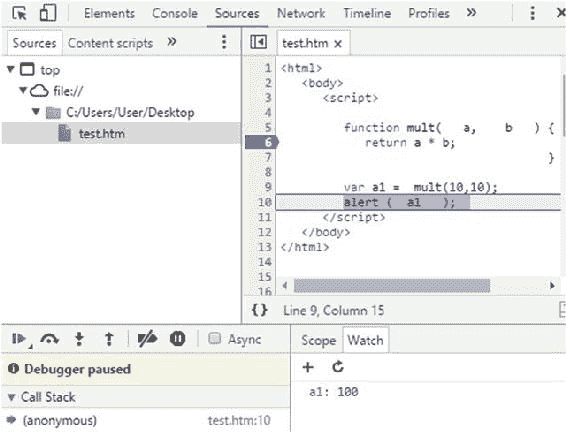 Elements Console Sources Network Timeline Profiles »
Sources Content scripts »
test.htm ×
top
file://
C:/Users/User/Desktop
test.htm
1 <html>
2 <body>
3 <script>
4
5 function mult( a, b ) {
6 return a * b;
7 }
8
9 var a1 = mult(10,10);
10 alert ( a1 );
11 </script>
12 </body>
13 </html>
14
15
16
{} Line 9, Column 15
Async
Scope Watch
Debugger paused
Call Stack
(anonymous) test.htm:10
a1: 100